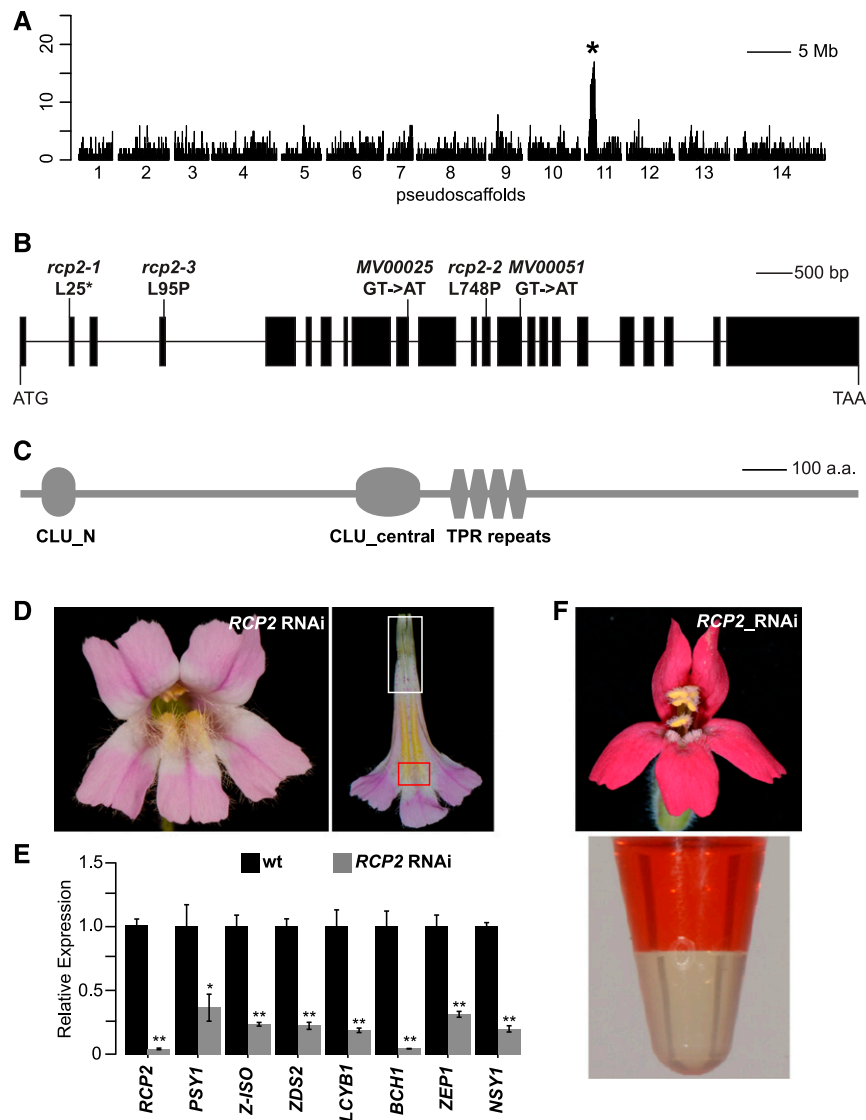 A
20
10
0
*
5 Mb
1 2 3 4 5 6 7 8 9 10 11 12 13 14
pseudoscaffolds
B
rcp2-1 rcp2-3 MV00025 rcp2-2 MV00051
L25* L95P GT->AT L748P GT->AT
500 bp
ATG TAA
C
100 a.a.
CLU_N CLU_central TPR repeats
D
RCP2 RNAi
F
RCP2_RNAi
E
1.5
1.0
0.5
0
Relative Expression
wt RCP2 RNAi
** * ** ** ** ** ** **
RCP2 PSY1 Z-ISO ZDS2 LCYB1 BCH1 ZEP1 NSY1